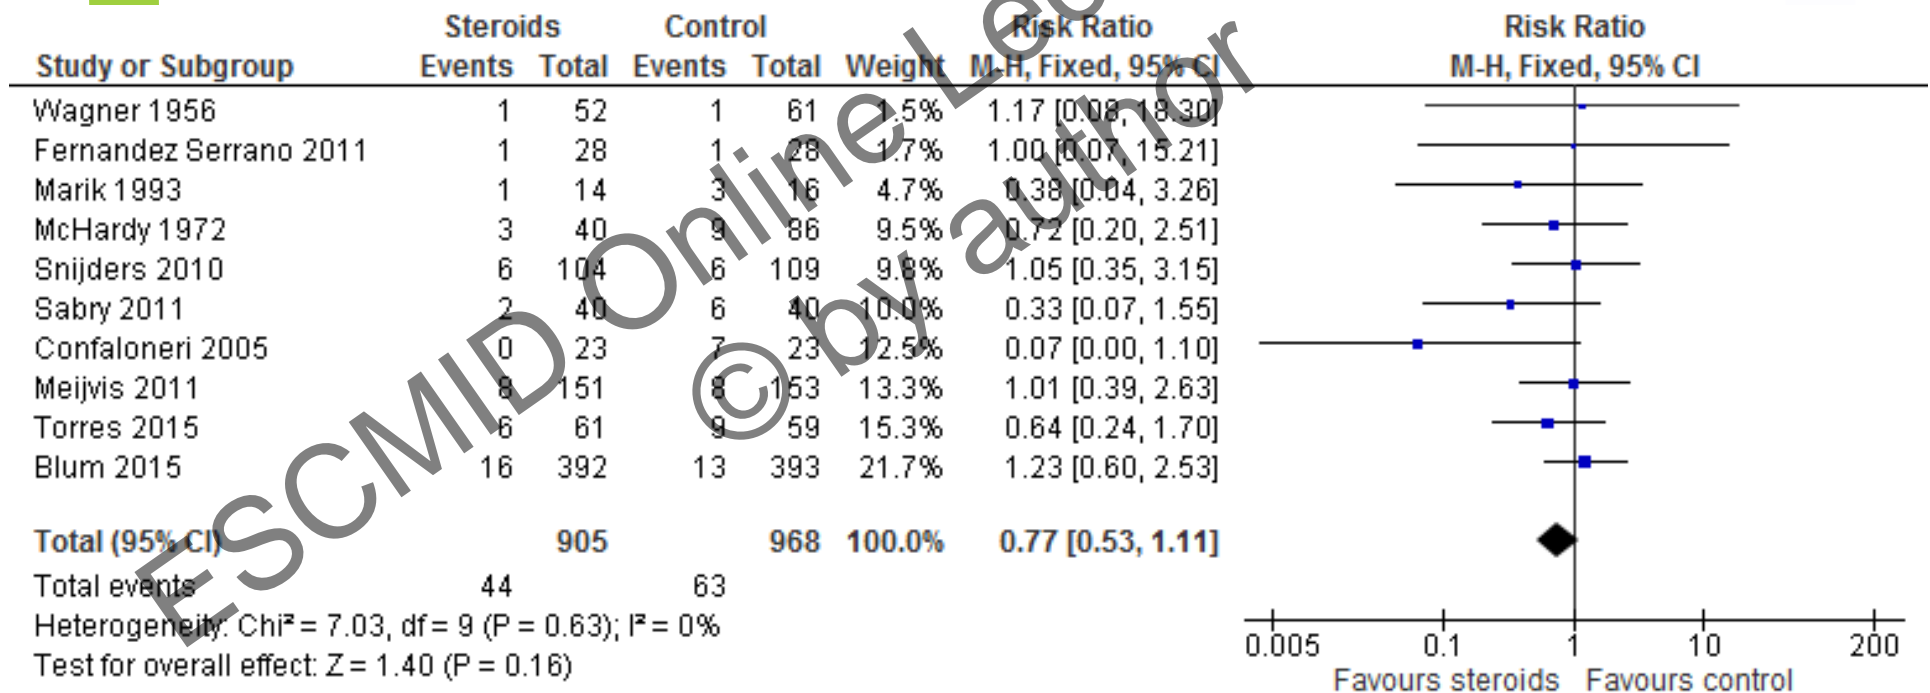 Steroids Control Risk Ratio Risk Ratio
Study or Subgroup Events Total Events Total Weight M-H, Fixed, 95% CI M-H, Fixed, 95% CI
Wagner 1956 1 52 1 61 1.5% 1.17 [0.08, 18.30]
Fernandez Serrano 2011 1 28 1 28 1.7% 1.00 [0.07, 15.21]
Marik 1993 1 14 3 16 4.7% 0.38 [0.04, 3.26]
McHardy 1972 3 40 9 86 9.5% 0.72 [0.20, 2.51]
Snijders 2010 6 104 6 109 9.8% 1.05 [0.35, 3.15]
Sabry 2011 2 40 6 40 10.0% 0.33 [0.07, 1.55]
Confaloneri 2005 0 23 7 23 12.5% 0.07 [0.00, 1.10]
Meijvis 2011 8 151 8 153 13.3% 1.01 [0.39, 2.63]
Torres 2015 6 61 9 59 15.3% 0.64 [0.24, 1.70]
Blum 2015 16 392 13 393 21.7% 1.23 [0.60, 2.53]
Total (95% CI) 905 968 100.0% 0.77 [0.53, 1.11]
Total events 44 63
Heterogeneity: Chi² = 7.03, df = 9 (P = 0.63); I² = 0%
Test for overall effect: Z = 1.40 (P = 0.16)
0.005 0.1 1 10 200
Favours steroids Favours control
ESCMID Online
© by author